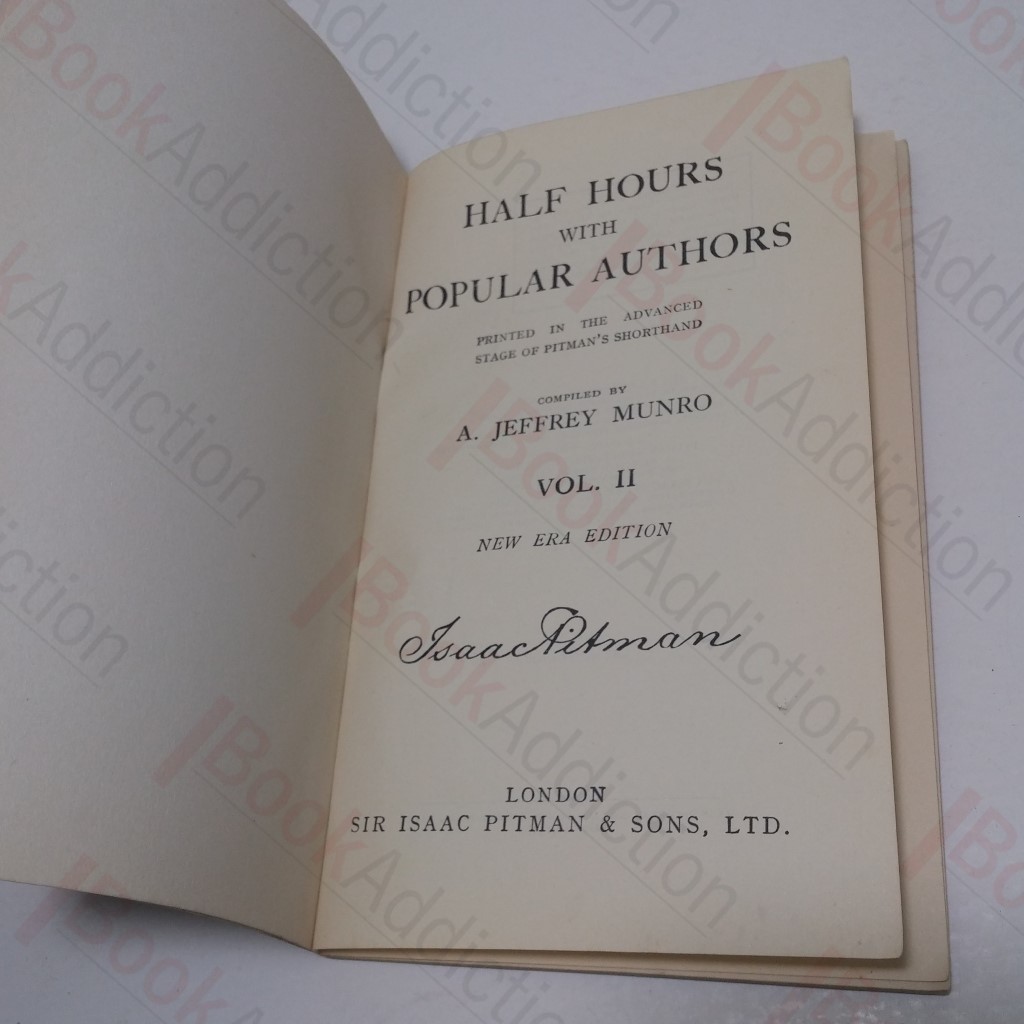 HALF HOURS
WITH
POPULAR AUTHORS
PRINTED IN THE ADVANCED
STAGE OF PITMAN'S SHORTHAND
COMPILED BY
A. JEFFREY MUNRO
VOL. II
NEW ERA EDITION
Isaac Pitman
LONDON
SIR ISAAC PITMAN & SONS, LTD.
BookAddiction